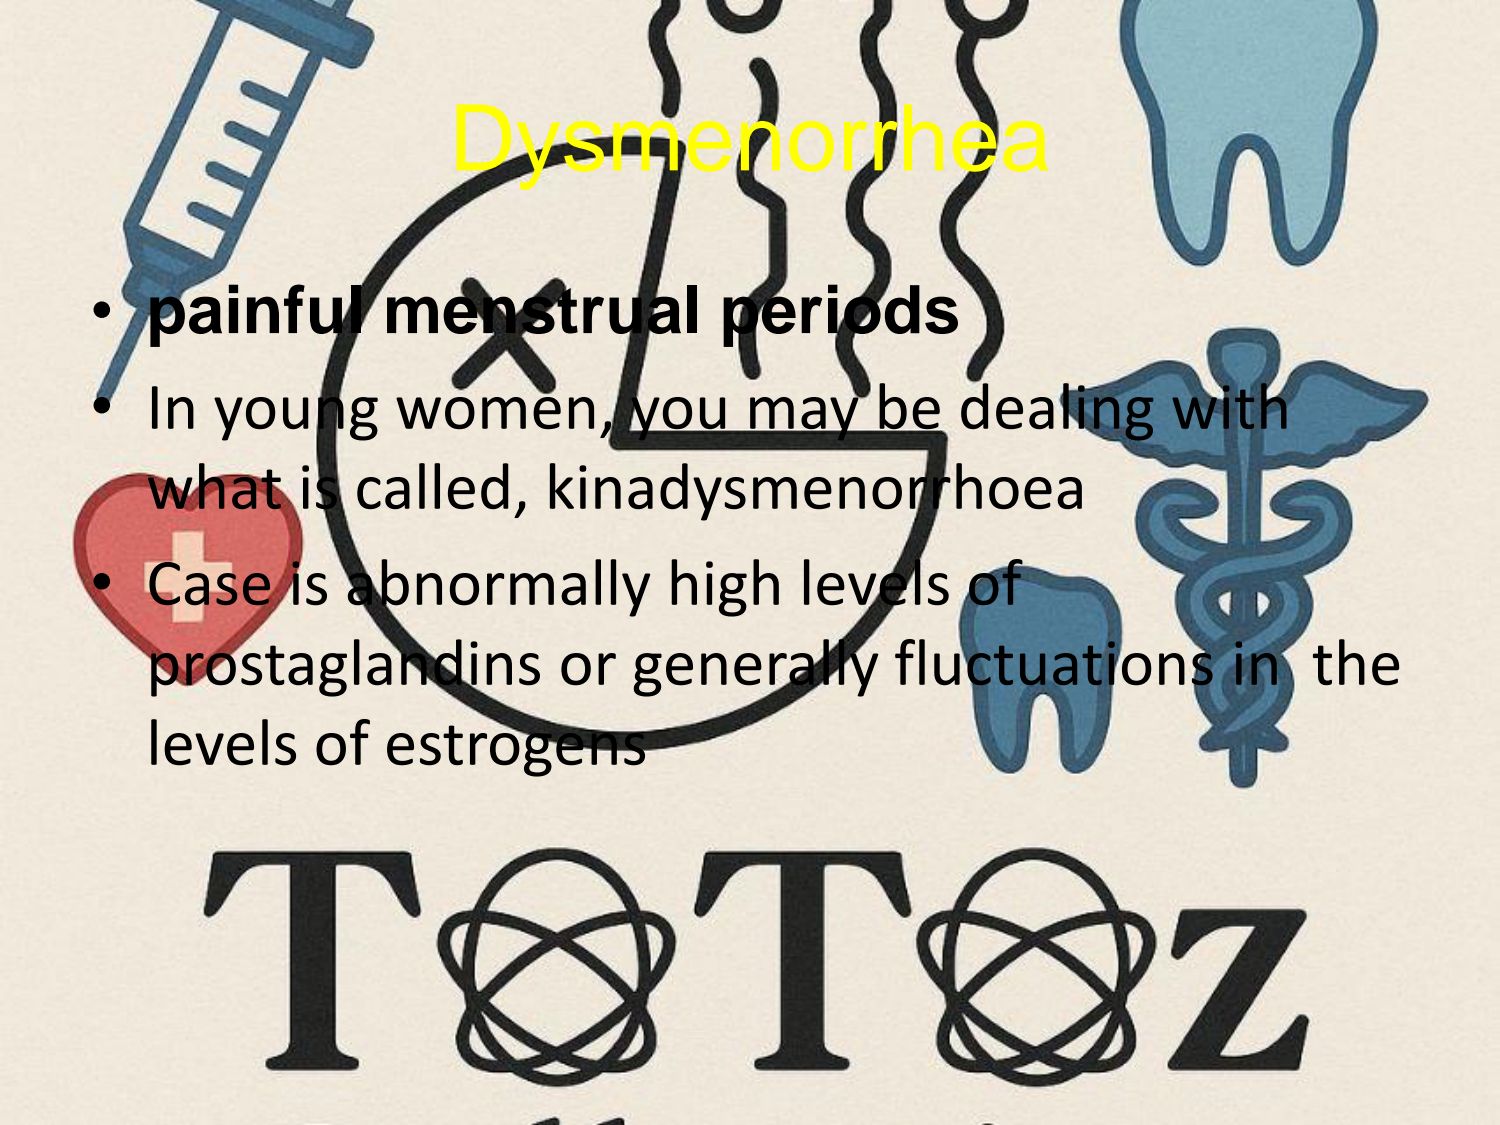 Dysmenorrhea
• painful menstrual periods
• In young women, you may be dealing with
what is called, kinadysmenorrhoea
• Case is abnormally high levels of
prostaglandins or generally fluctuations in the
levels of estrogens
TOTOZ